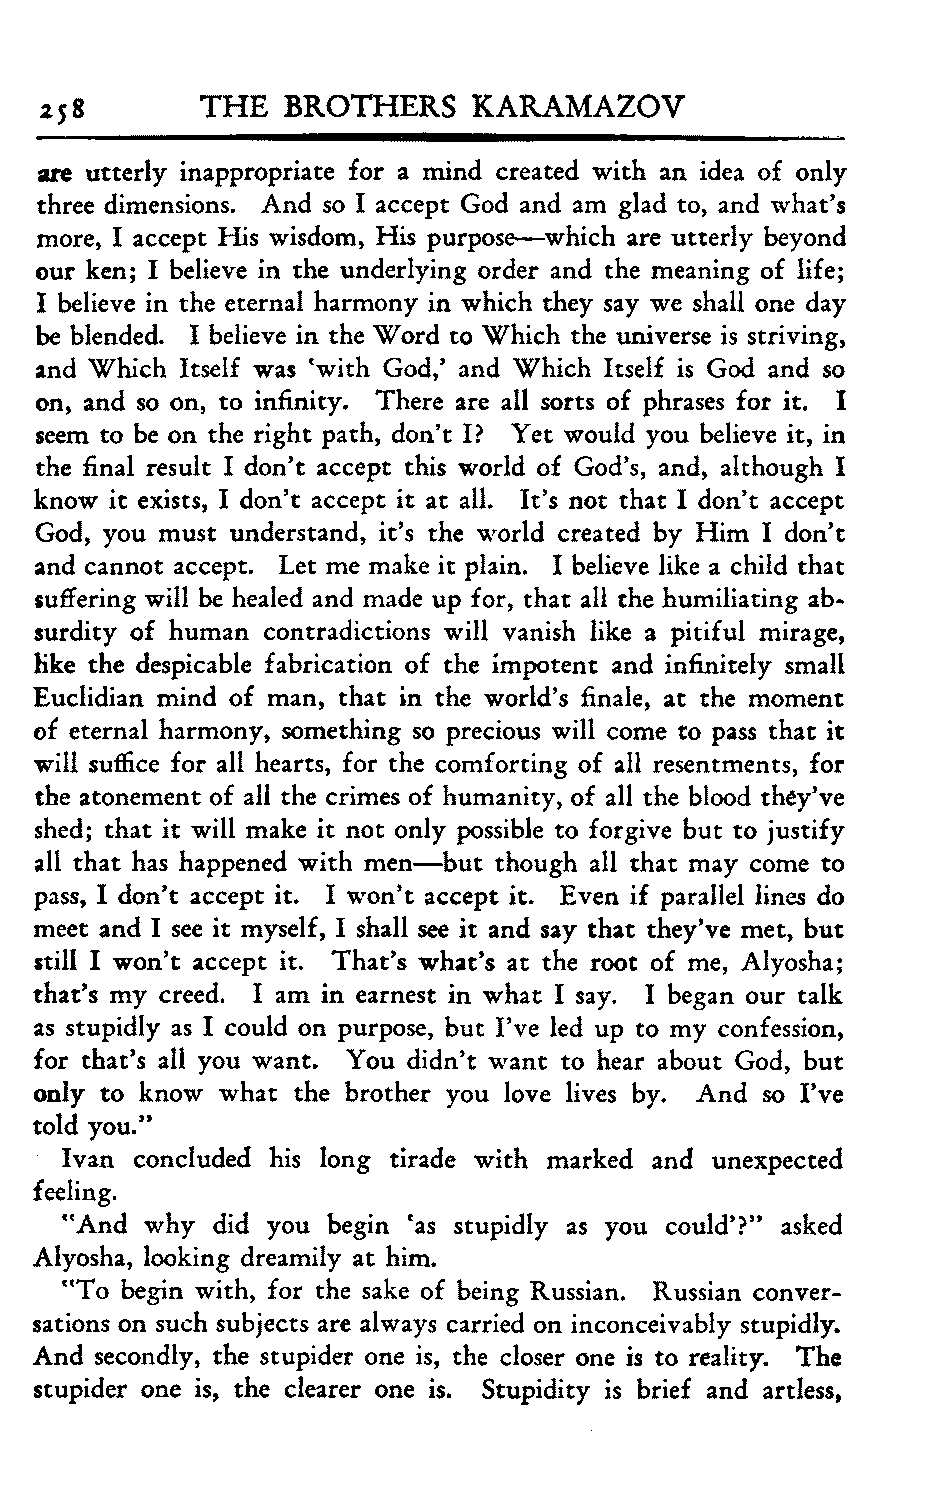 258 THE BROTHERS KARAMAZOV
are utterly inappropriate for a mind created with an idea of only
three dimensions. And so I accept God and am glad to, and what's
more, I accept His wisdom, His purpose—which are utterly beyond
our ken; I believe in the underlying order and the meaning of life;
I believe in the eternal harmony in which they say we shall one day
be blended. I believe in the Word to Which the universe is striving,
and Which Itself was 'with God,' and Which Itself is God and so
on, and so on, to infinity. There are all sorts of phrases for it. I
seem to be on the right path, don't I? Yet would you believe it, in
the final result I don't accept this world of God's, and, although I
know it exists, I don't accept it at all. It's not that I don't accept
God, you must understand, it's the world created by Him I don't
and cannot accept. Let me make it plain. I believe like a child that
suffering will be healed and made up for, that all the humiliating ab-
surdity of human contradictions will vanish like a pitiful mirage,
like the despicable fabrication of the impotent and infinitely small
Euclidian mind of man, that in the world's finale, at the moment
of eternal harmony, something so precious will come to pass that it
will suffice for all hearts, for the comforting of all resentments, for
the atonement of all the crimes of humanity, of all the blood they've
shed; that it will make it not only possible to forgive but to justify
all that has happened with men—but though all that may come to
pass, I don't accept it. I won't accept it. Even if parallel lines do
meet and I see it myself, I shall see it and say that they've met, but
still I won't accept it. That's what's at the root of me, Alyosha;
that's my creed. I am in earnest in what I say. I began our talk
as stupidly as I could on purpose, but I've led up to my confession,
for that's all you want. You didn't want to hear about God, but
only to know what the brother you love lives by. And so I've
told you."
Ivan concluded his long tirade with marked and unexpected
feeling.
"And why did you begin 'as stupidly as you could'?" asked
Alyosha, looking dreamily at him.
"To begin with, for the sake of being Russian. Russian conver-
sations on such subjects are always carried on inconceivably stupidly.
And secondly, the stupider one is, the closer one is to reality. The
stupider one is, the clearer one is. Stupidity is brief and artless,